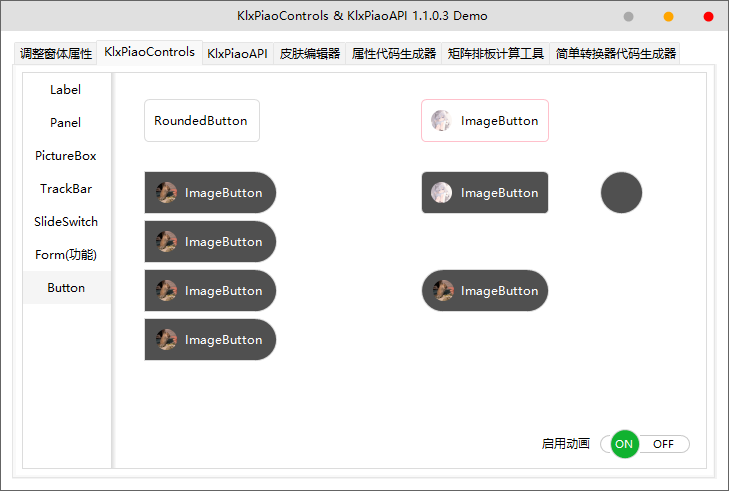 KlxPiaoControls & KlxPiaoAPI 1.1.0.3 Demo
调整窗体属性 KlxPiaoControls KlxPiaoAPI 皮肤编辑器 属性代码生成器 矩阵排板计算工具 简单转换器代码生成器
Label
Panel
PictureBox
TrackBar
SlideSwitch
Form(功能)
Button
RoundedButton ImageButton
ImageButton ImageButton
ImageButton
ImageButton ImageButton
ImageButton
启用动画 ON OFF